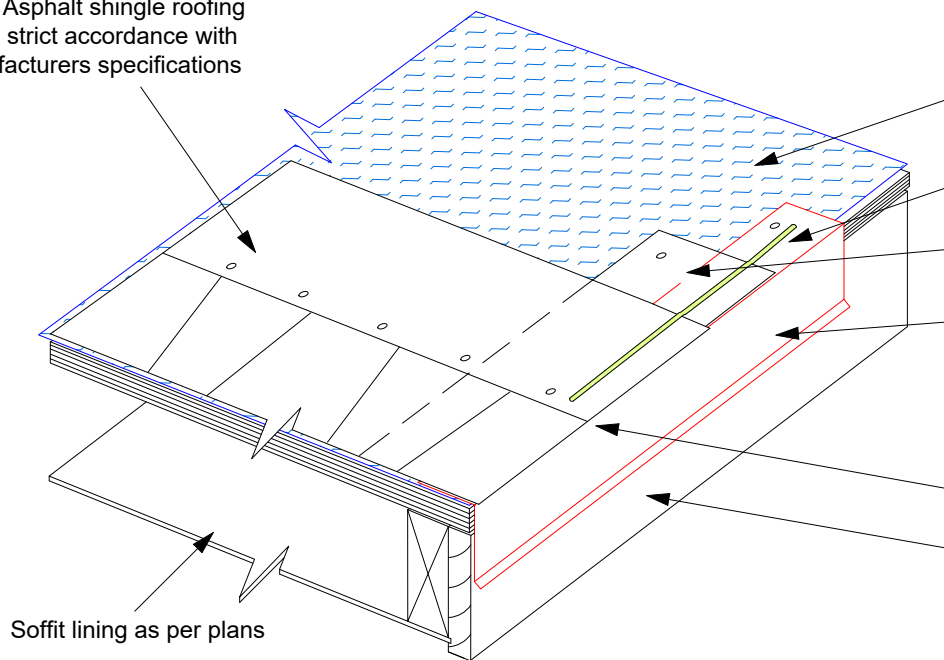 Asphalt shingle roofing
strict accordance with
facturers specifications
Soffit lining as per plans